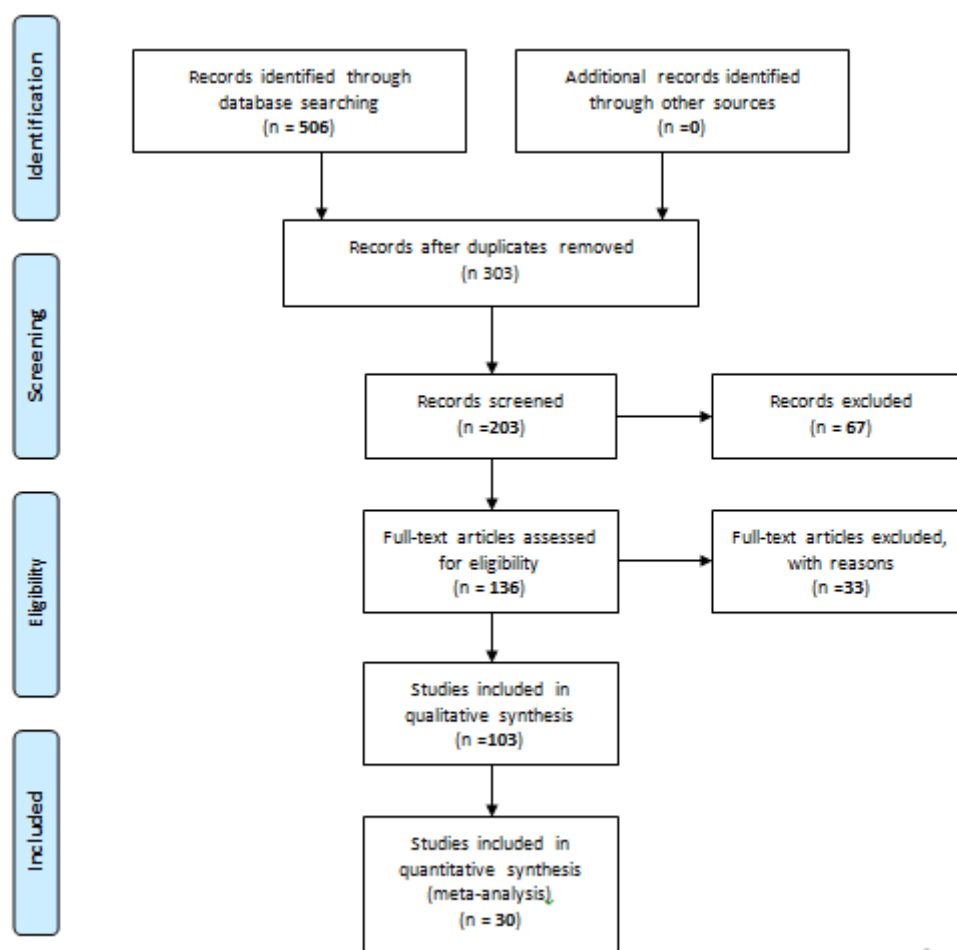 Identification
Records identified through
database searching
(n = 506)
Additional records identified
through other sources
(n =0)
Records after duplicates removed
(n 303)
Screening
Records screened
(n =203)
Records excluded
(n = 67)
Eligibility
Full-text articles assessed
for eligibility
(n = 136)
Full-text articles excluded,
with reasons
(n =33)
Studies included in
qualitative synthesis
(n =103)
Included
Studies included in
quantitative synthesis
(meta-analysis)
(n = 30)